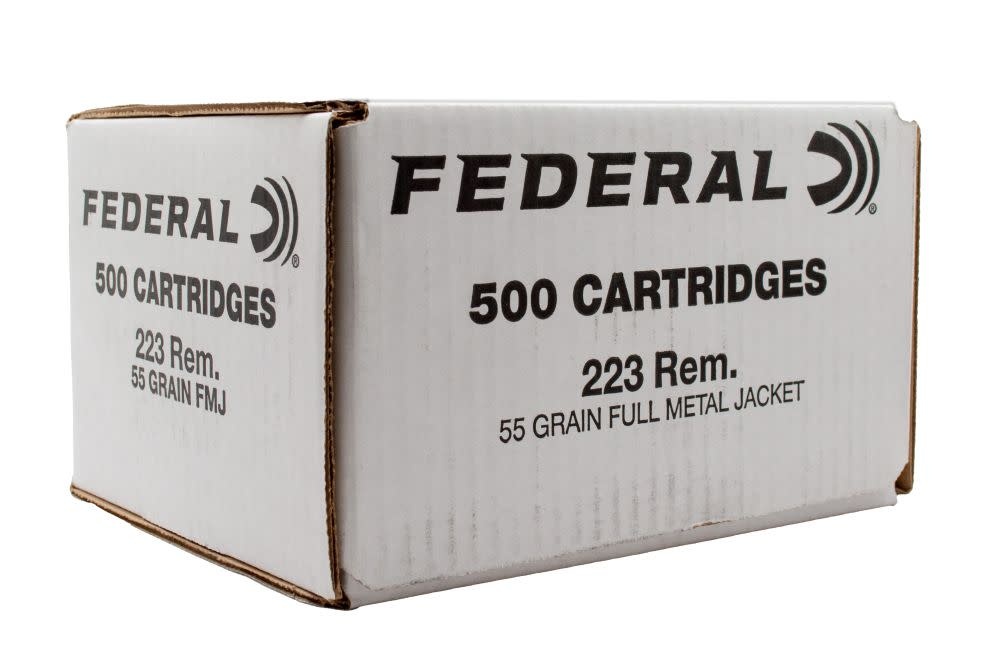 FEDERAL®
500 CARTRIDGES
223 Rem.
55 GRAIN FMJ
FEDERAL®
500 CARTRIDGES
223 Rem.
55 GRAIN FULL METAL JACKET